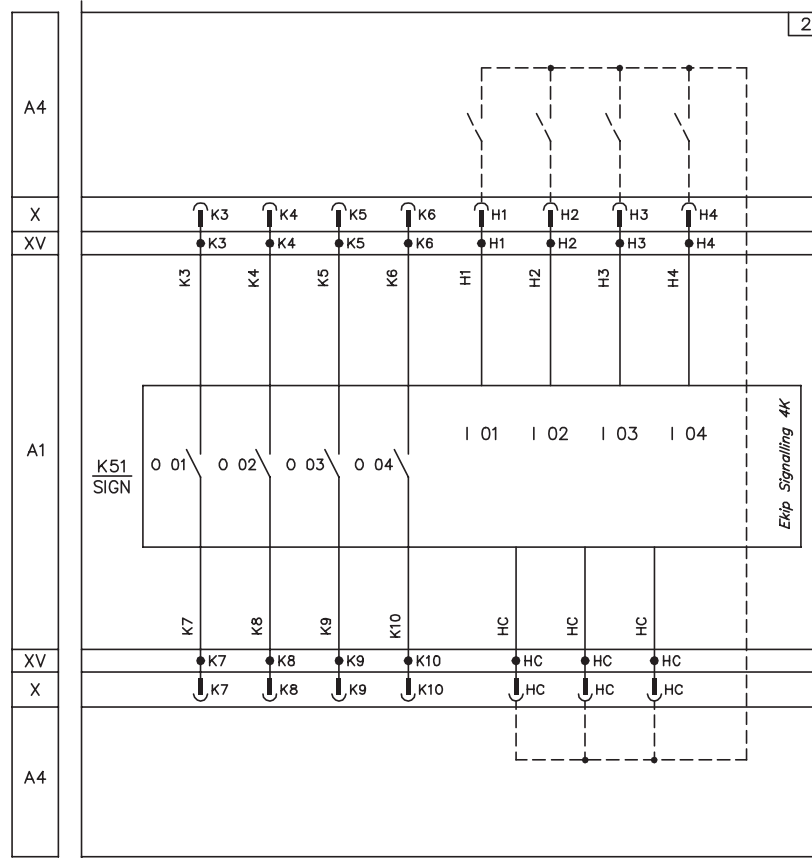 2
A4
X
K3 K4 K5 K6 H1 H2 H3 H4
XV
K3 K4 K5 K6 H1 H2 H3 H4
K3 K4 K5 K6 H1 H2 H3 H4
A1
I 01 I 02 I 03 I 04
K51
SIGN
O 01 O 02 O 03 O 04
Ekip Signalling 4K
K7 K8 K9 K10 HC HC HC
XV
K7 K8 K9 K10 HC HC HC
X
K7 K8 K9 K10 HC HC HC
A4